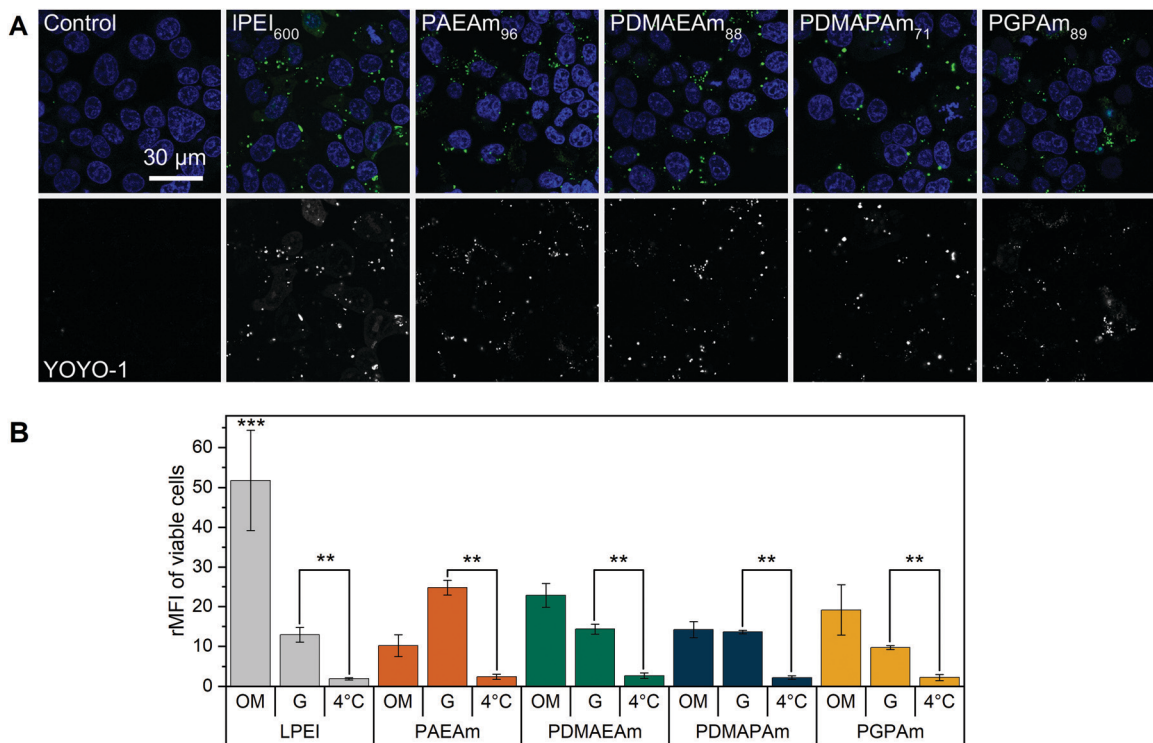 A
Control
lPEI600
PAEAm96
PDMAEAm88
PDMAPAm71
PGPAm89
30 µm
YOYO-1
B
rMFI of viable cells
60
50
40
30
20
10
0
***
**
**
**
**
**
OM G 4°C OM G 4°C OM G 4°C OM G 4°C OM G 4°C
LPEI PAEAm PDMAEAm PDMAPAm PGPAm